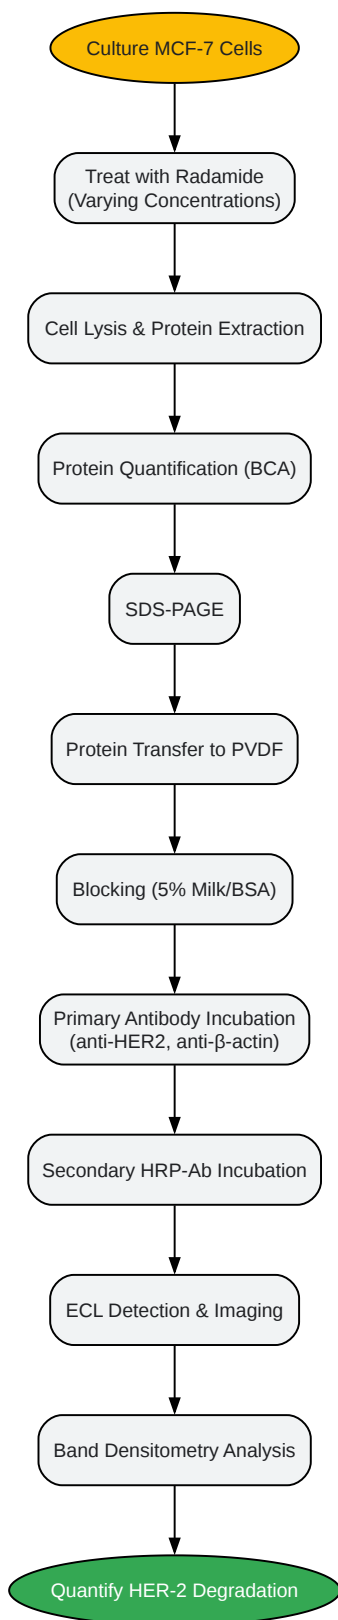 Culture MCF-7 Cells
Treat with Radamide
(Varying Concentrations)
Cell Lysis & Protein Extraction
Protein Quantification (BCA)
SDS-PAGE
Protein Transfer to PVDF
Blocking (5% Milk/BSA)
Primary Antibody Incubation
(anti-HER2, anti-β-actin)
Secondary HRP-Ab Incubation
ECL Detection & Imaging
Band Densitometry Analysis
Quantify HER-2 Degradation